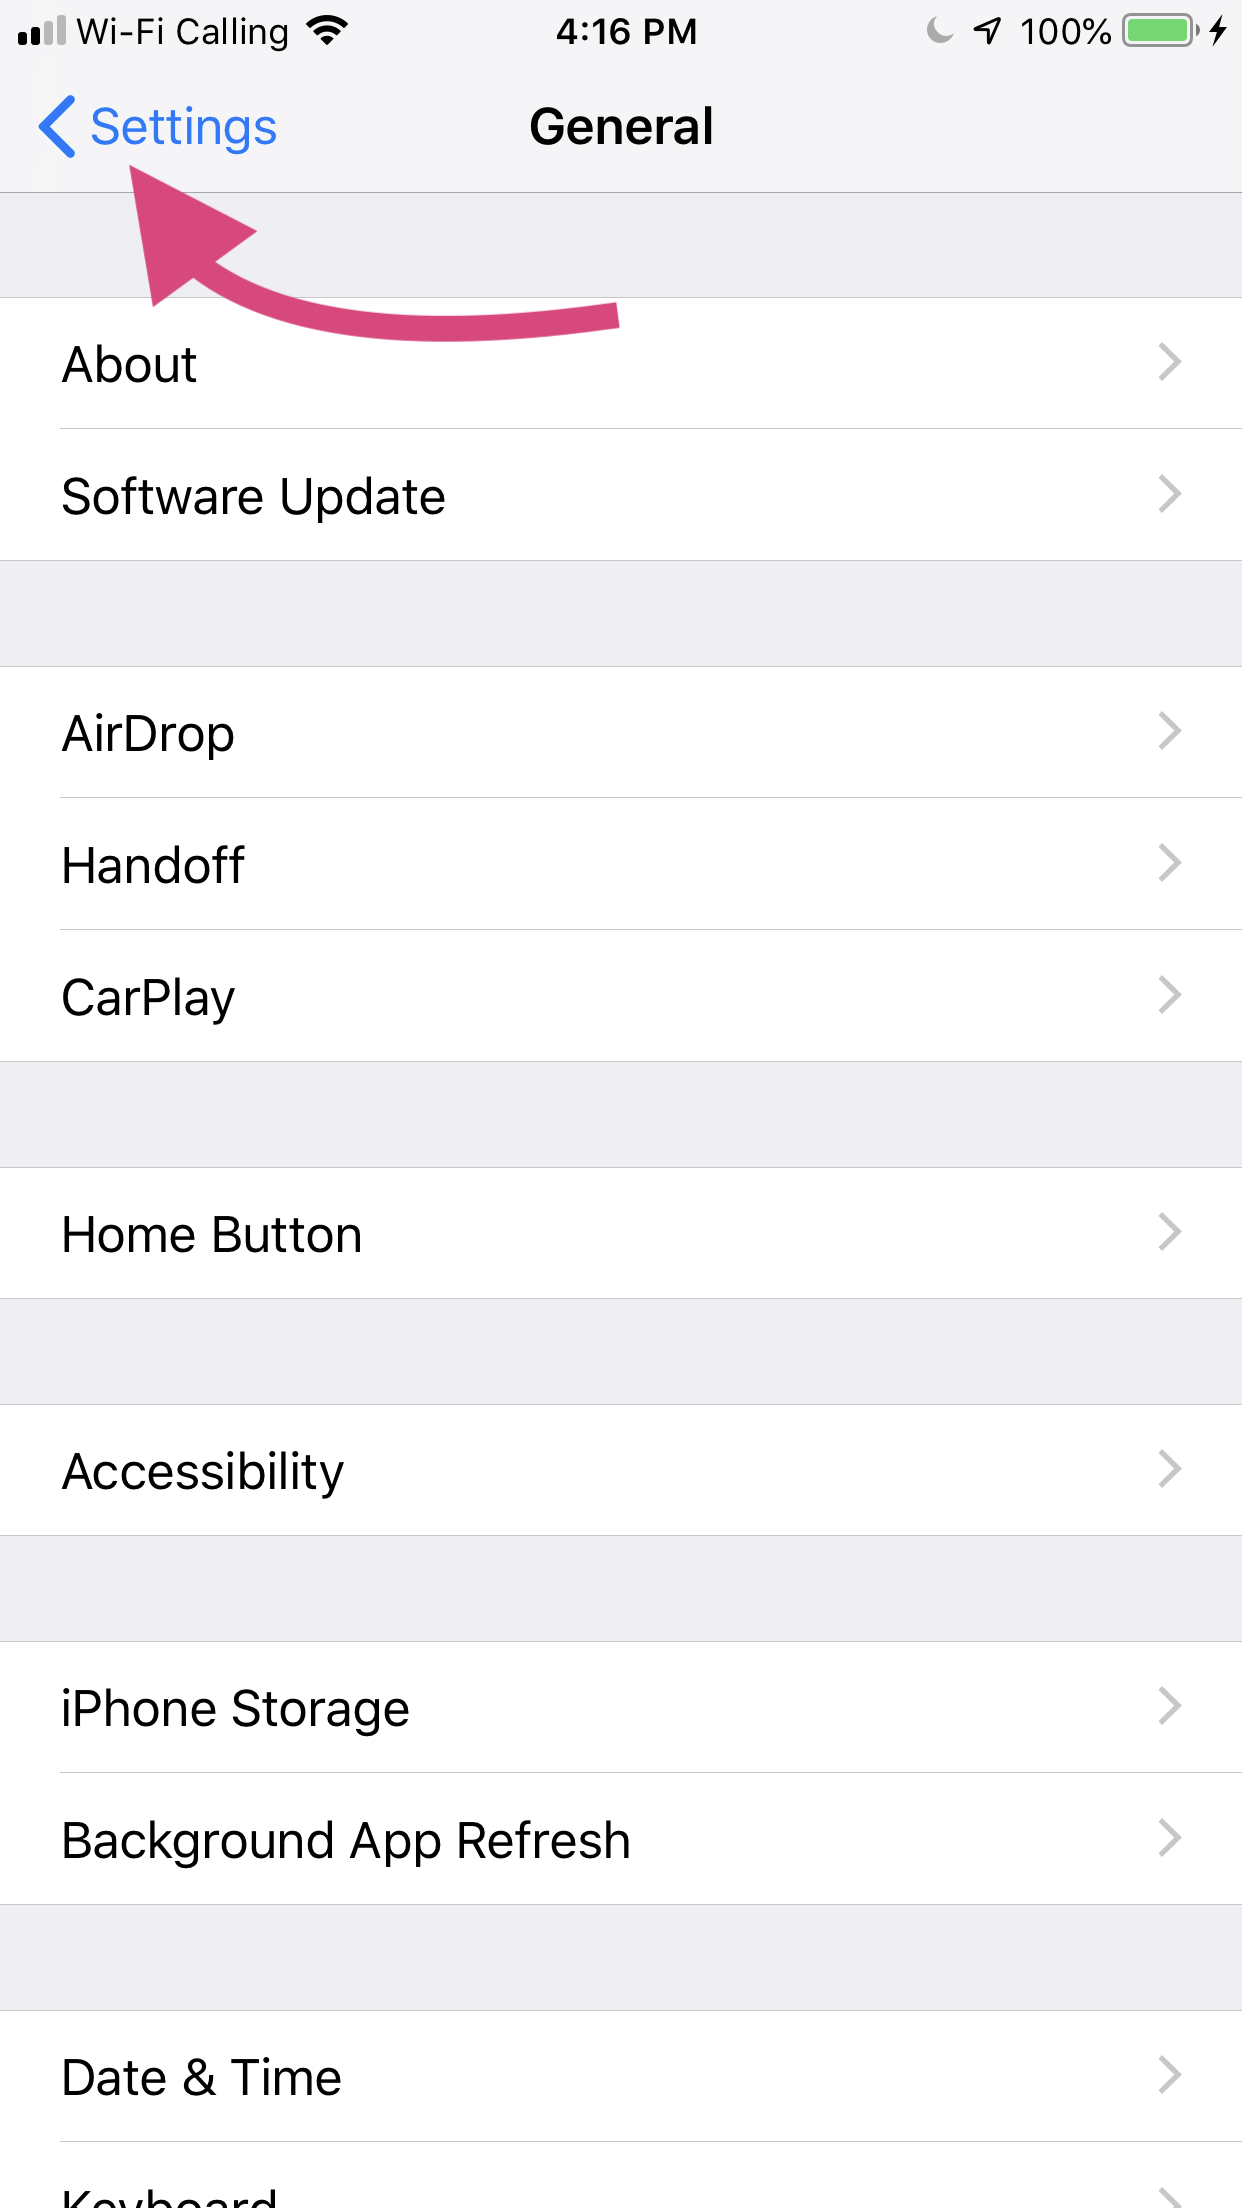 Wi-Fi Calling 4:16 PM 100%
Settings General
About
Software Update
AirDrop
Handoff
CarPlay
Home Button
Accessibility
iPhone Storage
Background App Refresh
Date & Time
Keyboard